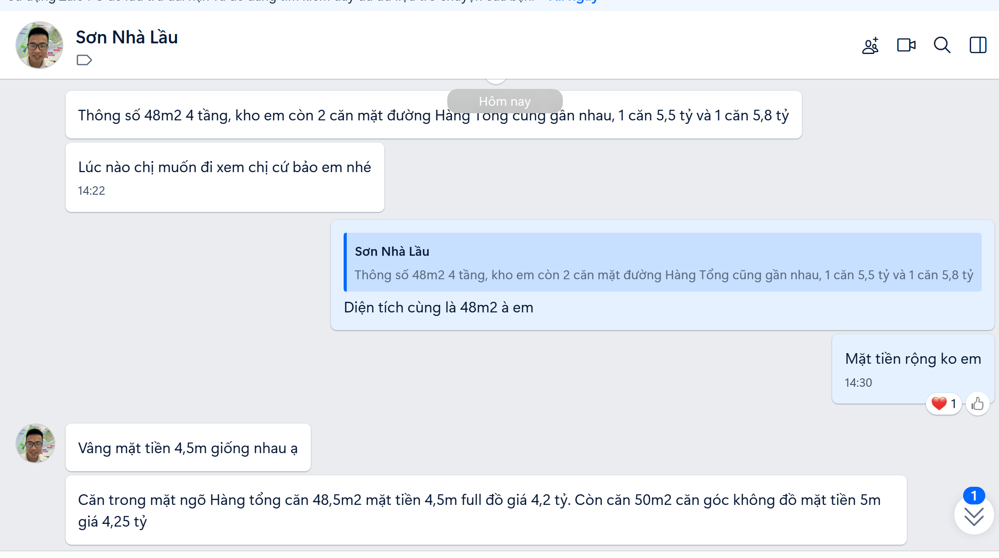 Sơn Nhà Lầu
Hôm nay
Thông số 48m2 4 tầng, kho em còn 2 căn mặt đường Hàng Tổng cũng gần nhau, 1 căn 5,5 tỷ và 1 căn 5,8 tỷ
Lúc nào chị muốn đi xem chị cứ bảo em nhé
14:22
Sơn Nhà Lầu
Thông số 48m2 4 tầng, kho em còn 2 căn mặt đường Hàng Tổng cũng gần nhau, 1 căn 5,5 tỷ và 1 căn 5,8 tỷ
Diện tích cùng là 48m2 à em
Mặt tiền rộng ko em
14:30
1
Vâng mặt tiền 4,5m giống nhau ạ
Căn trong mặt ngõ Hàng tổng căn 48,5m2 mặt tiền 4,5m full đồ giá 4,2 tỷ. Còn căn 50m2 căn góc không đồ mặt tiền 5m
giá 4,25 tỷ
1